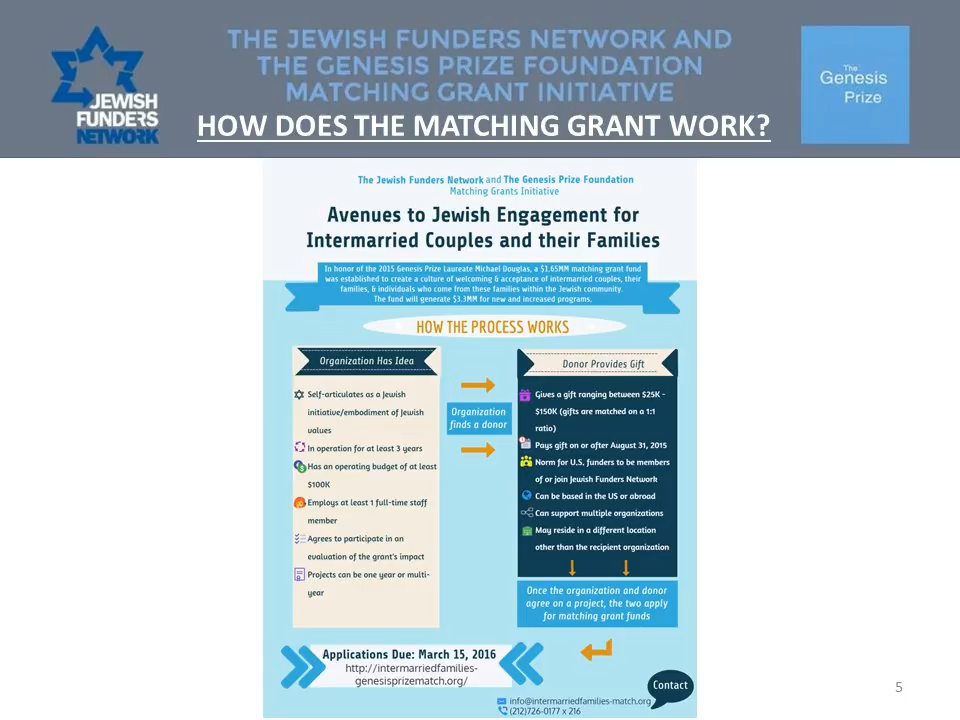 THE JEWISH FUNDERS NETWORK AND
THE GENESIS PRIZE FOUNDATION
MATCHING GRANT INITIATIVE
HOW DOES THE MATCHING GRANT WORK?
JEWISH
FUNDERS
NETWORK
The
Genesis
Prize
The Jewish Funders Network and The Genesis Prize Foundation
Matching Grants Initiative
Avenues to Jewish Engagement for
Intermarried Couples and their Families
In honor of the 2015 Genesis Prize Laureate Michael Douglas, a $1.65MM matching grant fund
was established to create a culture of welcoming & acceptance of intermarried couples, their
families, & individuals who come from these families within the Jewish community.
The fund will generate $3.3MM for new and increased programs.
HOW THE PROCESS WORKS
Organization Has Idea
Self-articulates as a Jewish
initiative/embodiment of Jewish
values
In operation for at least 3 years
Has an operating budget of at least
$100K
Employs at least 1 full-time staff
member
Agrees to participate in an
evaluation of the grant's impact
Projects can be one year or multi-
year
Organization
finds a donor
Donor Provides Gift
Gives a gift ranging between $25K -
$150K (gifts are matched on a 1:1
ratio)
Pays gift on or after August 31, 2015
Norm for U.S. funders to be members
of or join Jewish Funders Network
Can be based in the US or abroad
Can support multiple organizations
May reside in a different location
other than the recipient organization
Once the organization and donor
agree on a project, the two apply
for matching grant funds
Applications Due: March 15, 2016
http://intermarriedfamilies-
genesisprizematch.org/
Contact
info@intermarriedfamilies-match.org
(212)726-0177 x 216
5